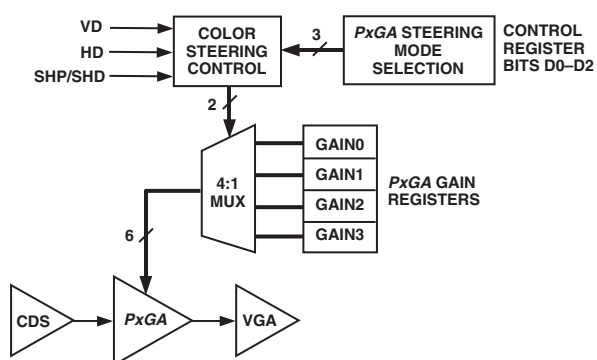 VD
HD
SHP/SHD
COLOR
STEERING
CONTROL
3
PxGA STEERING
MODE
SELECTION
CONTROL
REGISTER
BITS D0–D2
2
4:1
MUX
GAIN0
GAIN1
GAIN2
GAIN3
PxGA GAIN
REGISTERS
6
CDS
PxGA
VGA